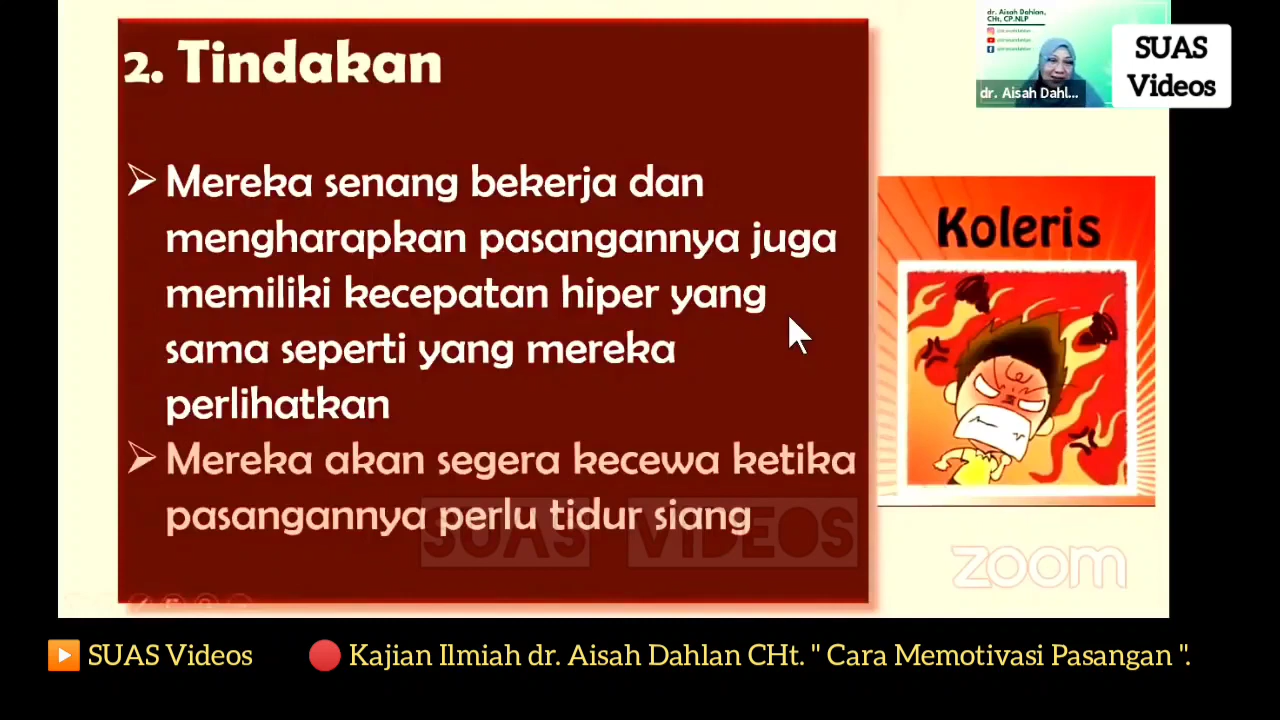 2. Tindakan
Mereka senang bekerja dan
mengharapkan pasangannya juga
memiliki kecepatan hiper yang
sama seperti yang mereka
perlihatkan
Mereka akan segera kecewa ketika
pasangannya perlu tidur siang
SUAS VIDEOS
dr. Aisah Dahlan,
CHt, CP.NLP
dr. Aisah Dahl...
SUAS
Videos
Koleris
zoom
SUAS Videos
Kajian Ilmiah dr. Aisah Dahlan CHt. " Cara Memotivasi Pasangan ".